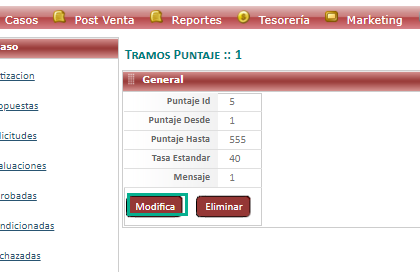 Casos Post Venta Reportes Tesorería Marketing
aso
TRAMOS PUNTAJE :: 1
tizacion
General
opuestas
Puntaje Id 5
Puntaje Desde 1
licitudes
Puntaje Hasta 555
Tasa Estandar 40
aluaciones
Mensaje 1
robadas
Modifica Eliminar
ndicionadas
chazadas